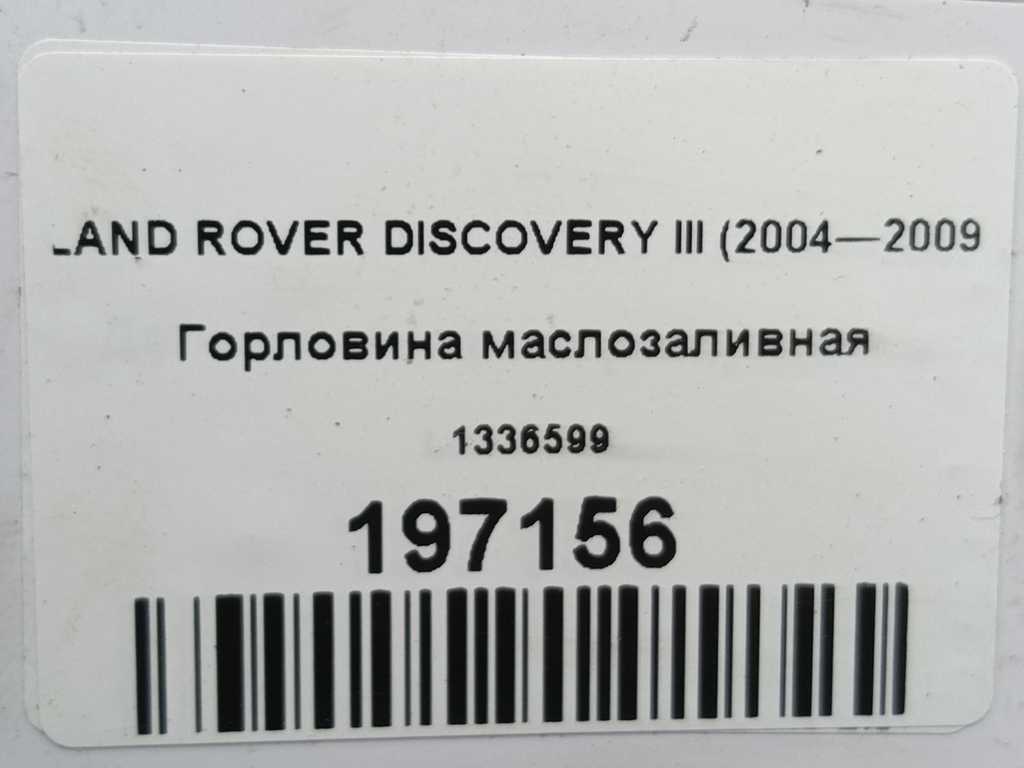 LAND ROVER DISCOVERY III (2004—2009
Горловина маслозаливная
1336599
197156